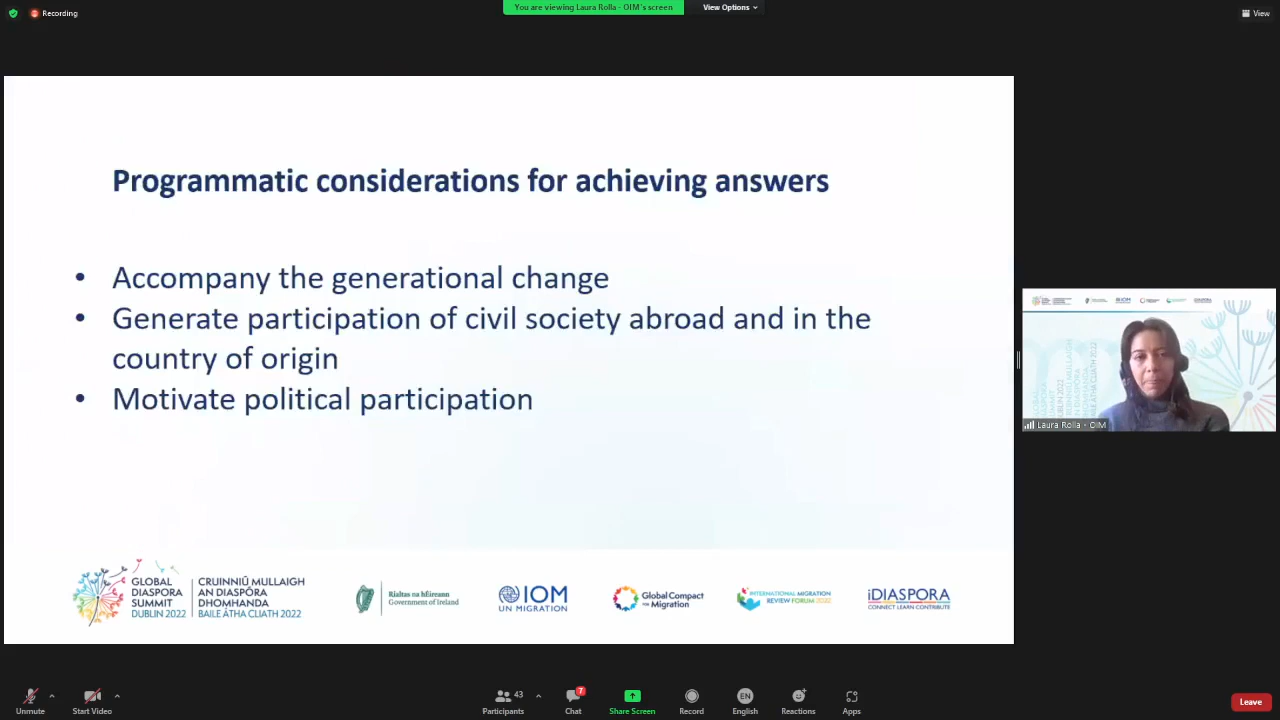 Recording
You are viewing Laura Rolla - OIM's screen
View Options
View
Programmatic considerations for achieving answers
• Accompany the generational change
• Generate participation of civil society abroad and in the
country of origin
• Motivate political participation
Laura Rolla - OIM
GLOBAL
DIASPORA
SUMMIT
DUBLIN 2022
CRUINNIÚ MULLAIGH
AN DIASPÓRA
DHOMHANDA
BAILE ÁTHA CLIATH 2022
Rialtas na hÉireann
Government of Ireland
IOM
UN MIGRATION
Global Compact
for Migration
INTERNATIONAL MIGRATION
REVIEW FORUM 2022
iDIASPORA
CONNECT LEARN CONTRIBUTE
Unmute
Start Video
43
Participants
7
Chat
Share Screen
Record
EN
English
Reactions
Apps
Leave